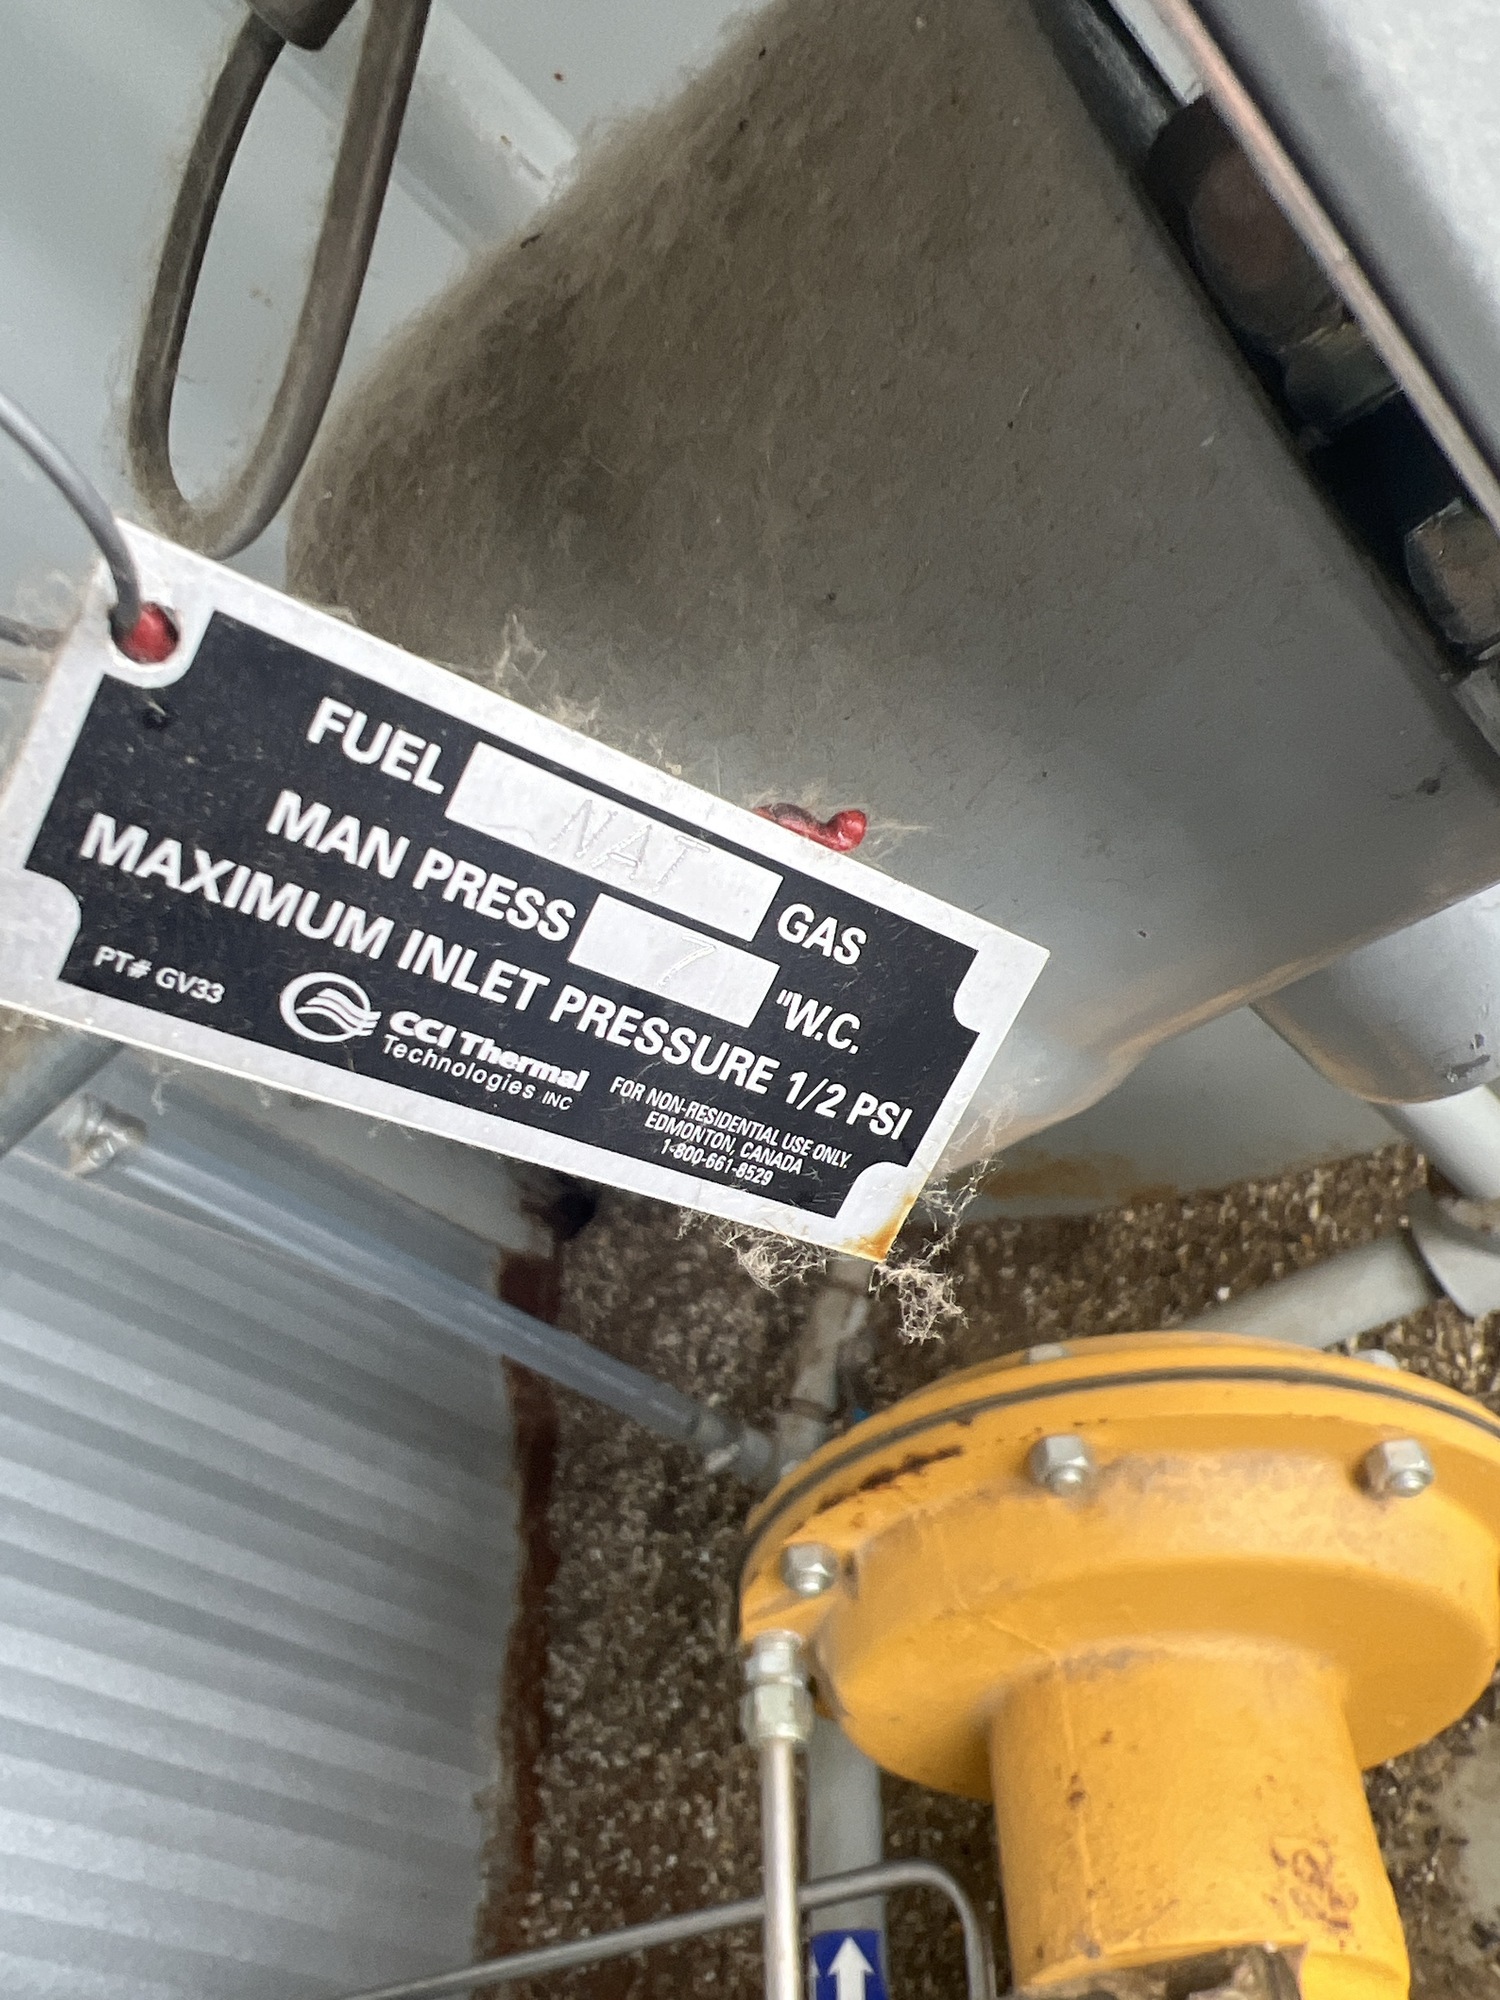 FUEL NAT GAS
MAN PRESS 7 "W.C.
MAXIMUM INLET PRESSURE 1/2 PSI
PT# GV33
CCI Thermal
Technologies INC
FOR NON-RESIDENTIAL USE ONLY.
EDMONTON, CANADA
1-800-661-8529